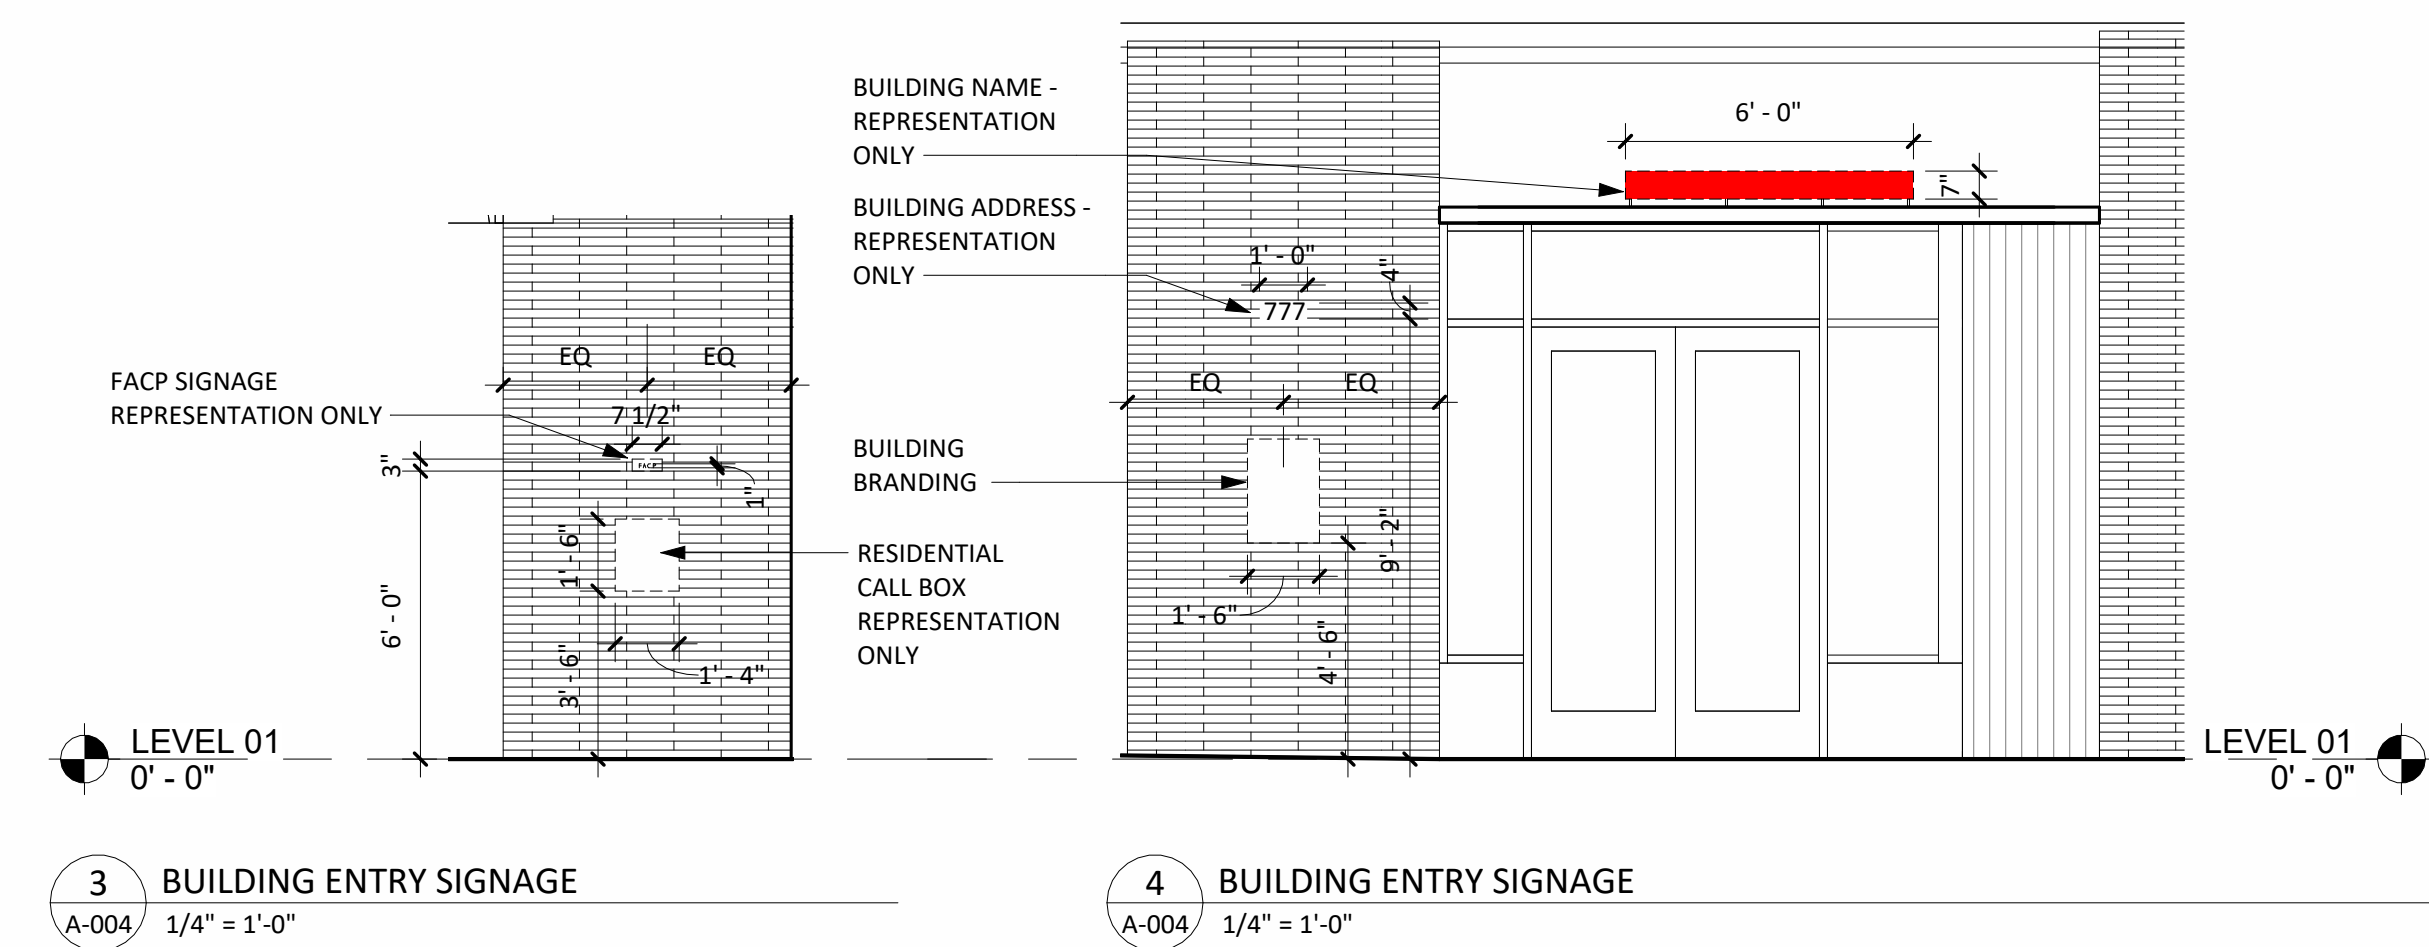 BUILDING NAME -
REPRESENTATION
ONLY
6' - 0"
7"
BUILDING ADDRESS -
REPRESENTATION
ONLY
1' - 0"
4"
777
EQ EQ
FACP SIGNAGE
REPRESENTATION ONLY
7 1/2"
3"
FACP
1"
EQ EQ
BUILDING
BRANDING
1' - 6"
9' - 2"
RESIDENTIAL
CALL BOX
REPRESENTATION
ONLY
6' - 0"
1' - 6"
3' - 6"
1' - 4"
4' - 6"
LEVEL 01
0' - 0"
LEVEL 01
0' - 0"
3
A-004
BUILDING ENTRY SIGNAGE
1/4" = 1'-0"
4
A-004
BUILDING ENTRY SIGNAGE
1/4" = 1'-0"